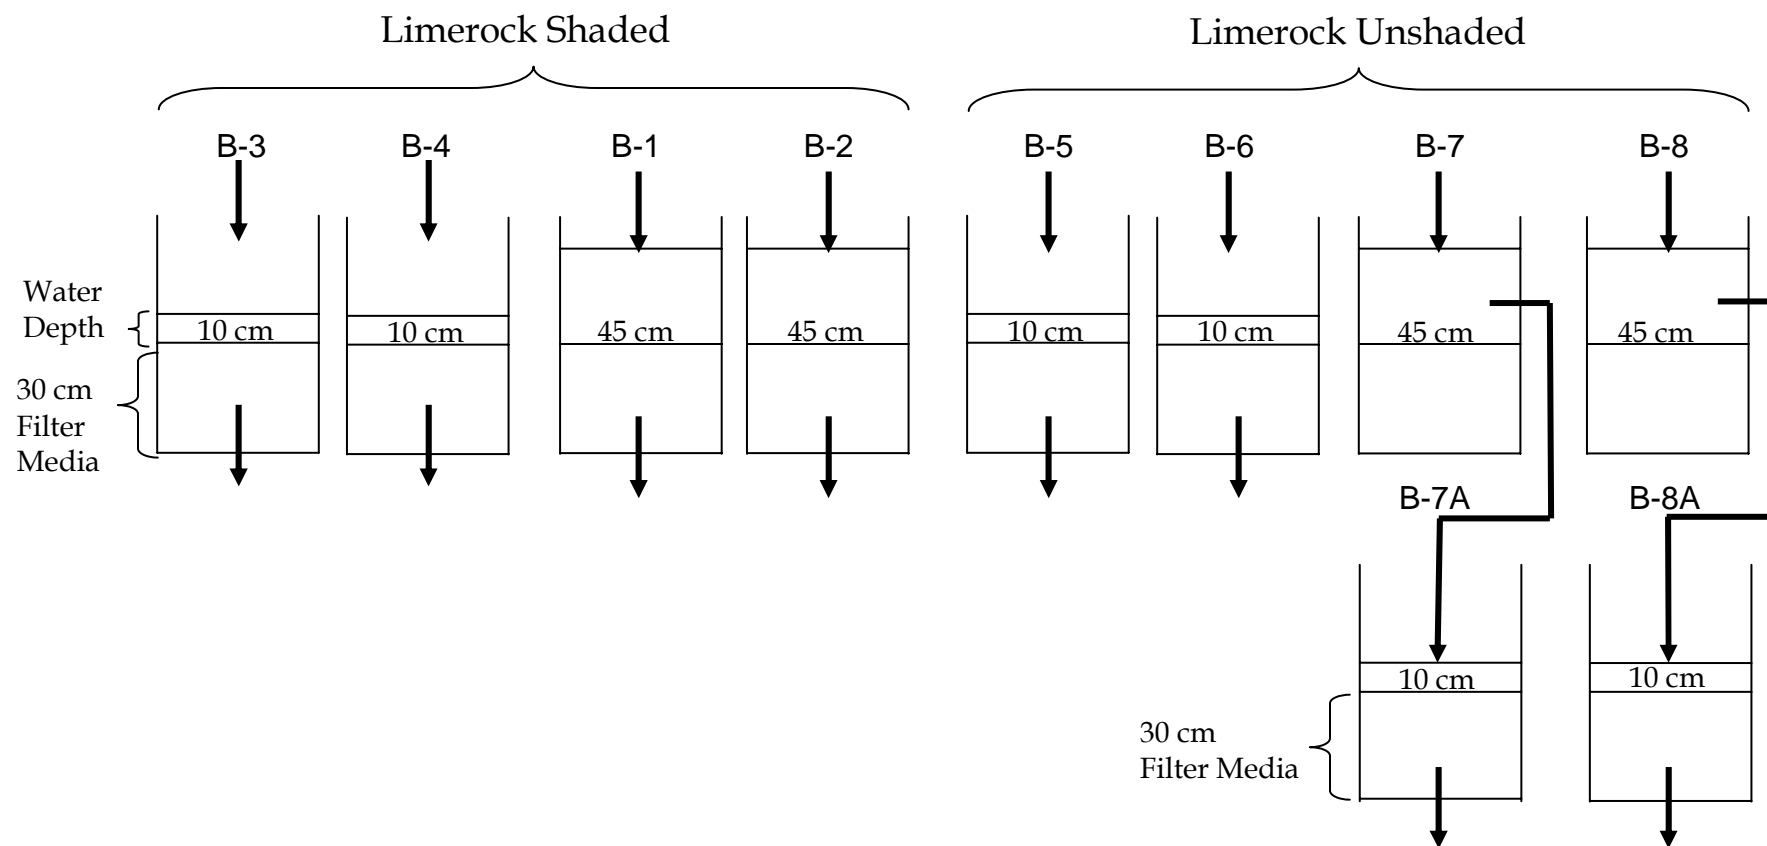 Limerock Shaded
Limerock Unshaded
B-3
B-4
B-1
B-2
B-5
B-6
B-7
B-8
Water
Depth
10 cm
10 cm
45 cm
45 cm
10 cm
10 cm
45 cm
45 cm
30 cm
Filter
Media
B-7A
B-8A
10 cm
10 cm
30 cm
Filter Media